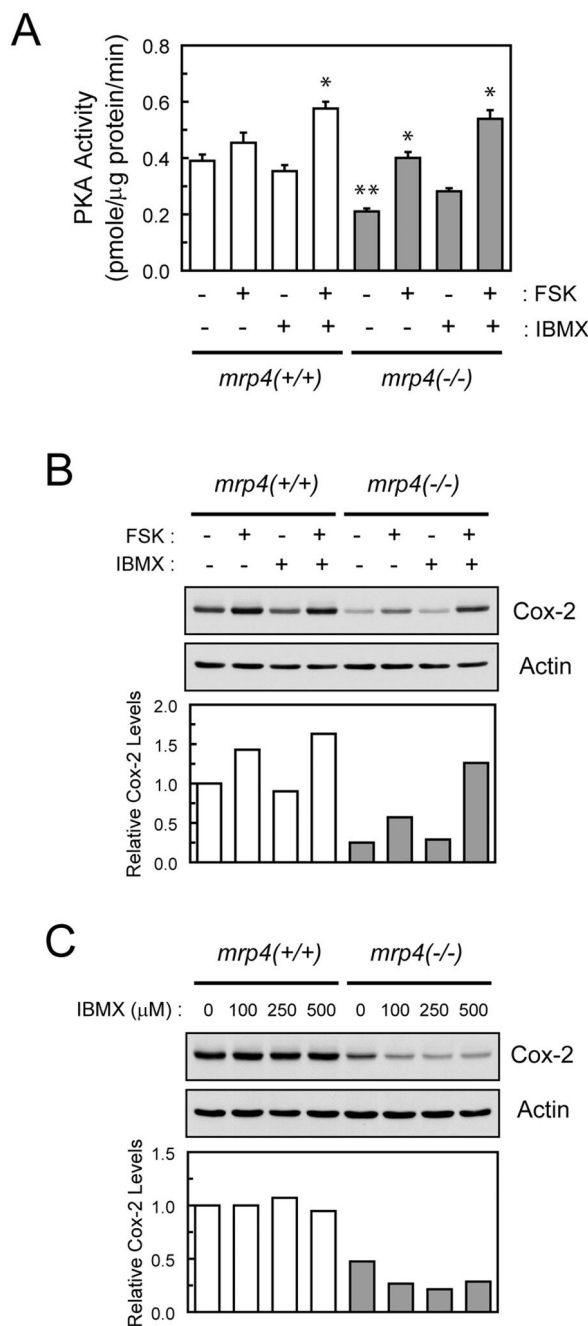 A
PKA Activity
(pmole/μg protein/min)
0.8
0.6
0.4
0.2
0.0
* ** * *
- + - + - + - + : FSK
- - + + - - + + : IBMX
mrp4(+/+) mrp4(-/-)
B
mrp4(+/+) mrp4(-/-)
FSK : - + - + - + - +
IBMX : - - + + - - + +
Cox-2
Actin
Relative Cox-2 Levels
2.0
1.5
1.0
0.5
0.0
C
mrp4(+/+) mrp4(-/-)
IBMX (μM) : 0 100 250 500 0 100 250 500
Cox-2
Actin
Relative Cox-2 Levels
1.5
1.0
0.5
0.0